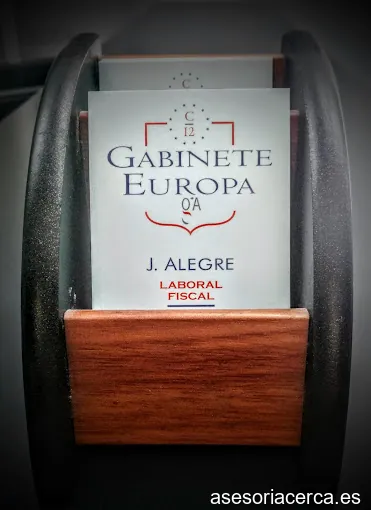 C
12
GABINETE
EUROPA
J. ALEGRE
LABORAL
FISCAL
asesoriacerca.es